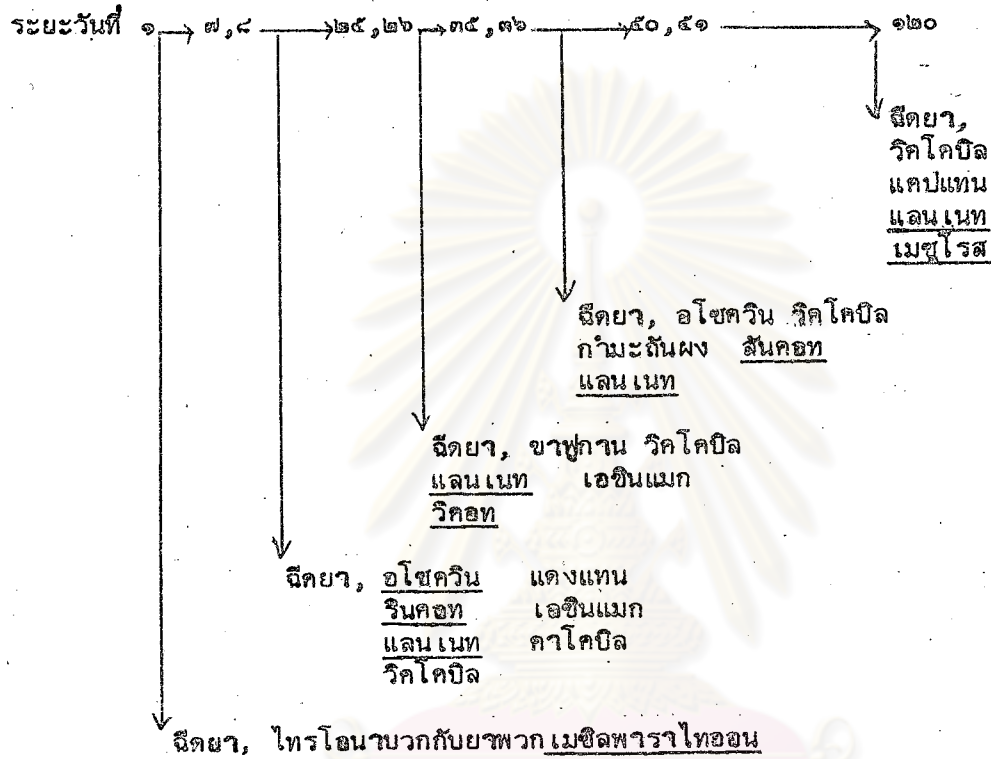 ระยะวันที่ ๑ → ๗,๘ → ๒๕,๒๖ → ๓๕,๓๖ → ๕๐,๕๑ → ๑๒๐
ฉีดยา,
วิคโคบิล
แคปแทน
แลนเนท
เมซูโรส
ฉีดยา, อโซควิน วิคโคบิล
กำมะถันผง สันคอท
แลนเนท
ฉีดยา, ขาฟูกาน วิคโคบิล
แลนเนท เอซินแมก
วิคอท
ฉีดยา, อโซควิน แคงแทน
รินคอท เอซินแมก
แลนเนท คาโคบิล
วิคโคบิล
ฉีดยา, ไทรโอนาบวกกับยาพวกเมซิลพาราไทออน